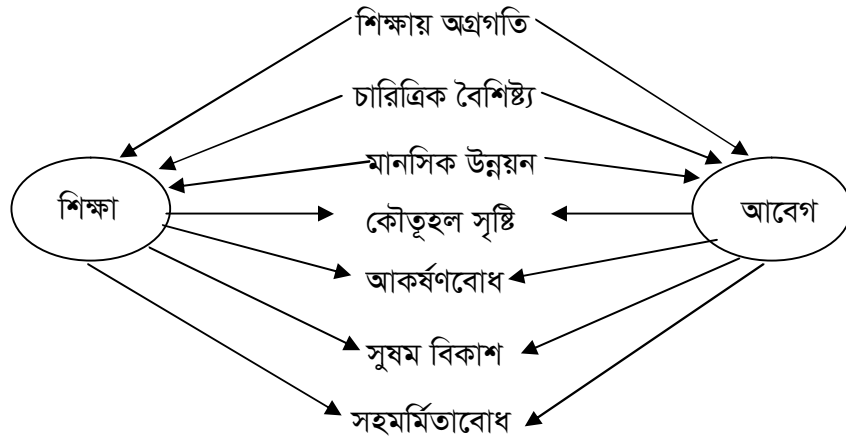 শিক্ষায় অগ্রগতি
চারিত্রিক বৈশিষ্ট্য
মানসিক উন্নয়ন
শিক্ষা
কৌতূহল সৃষ্টি
আবেগ
আকর্ষণবোধ
সুষম বিকাশ
সহমর্মিতাবোধ